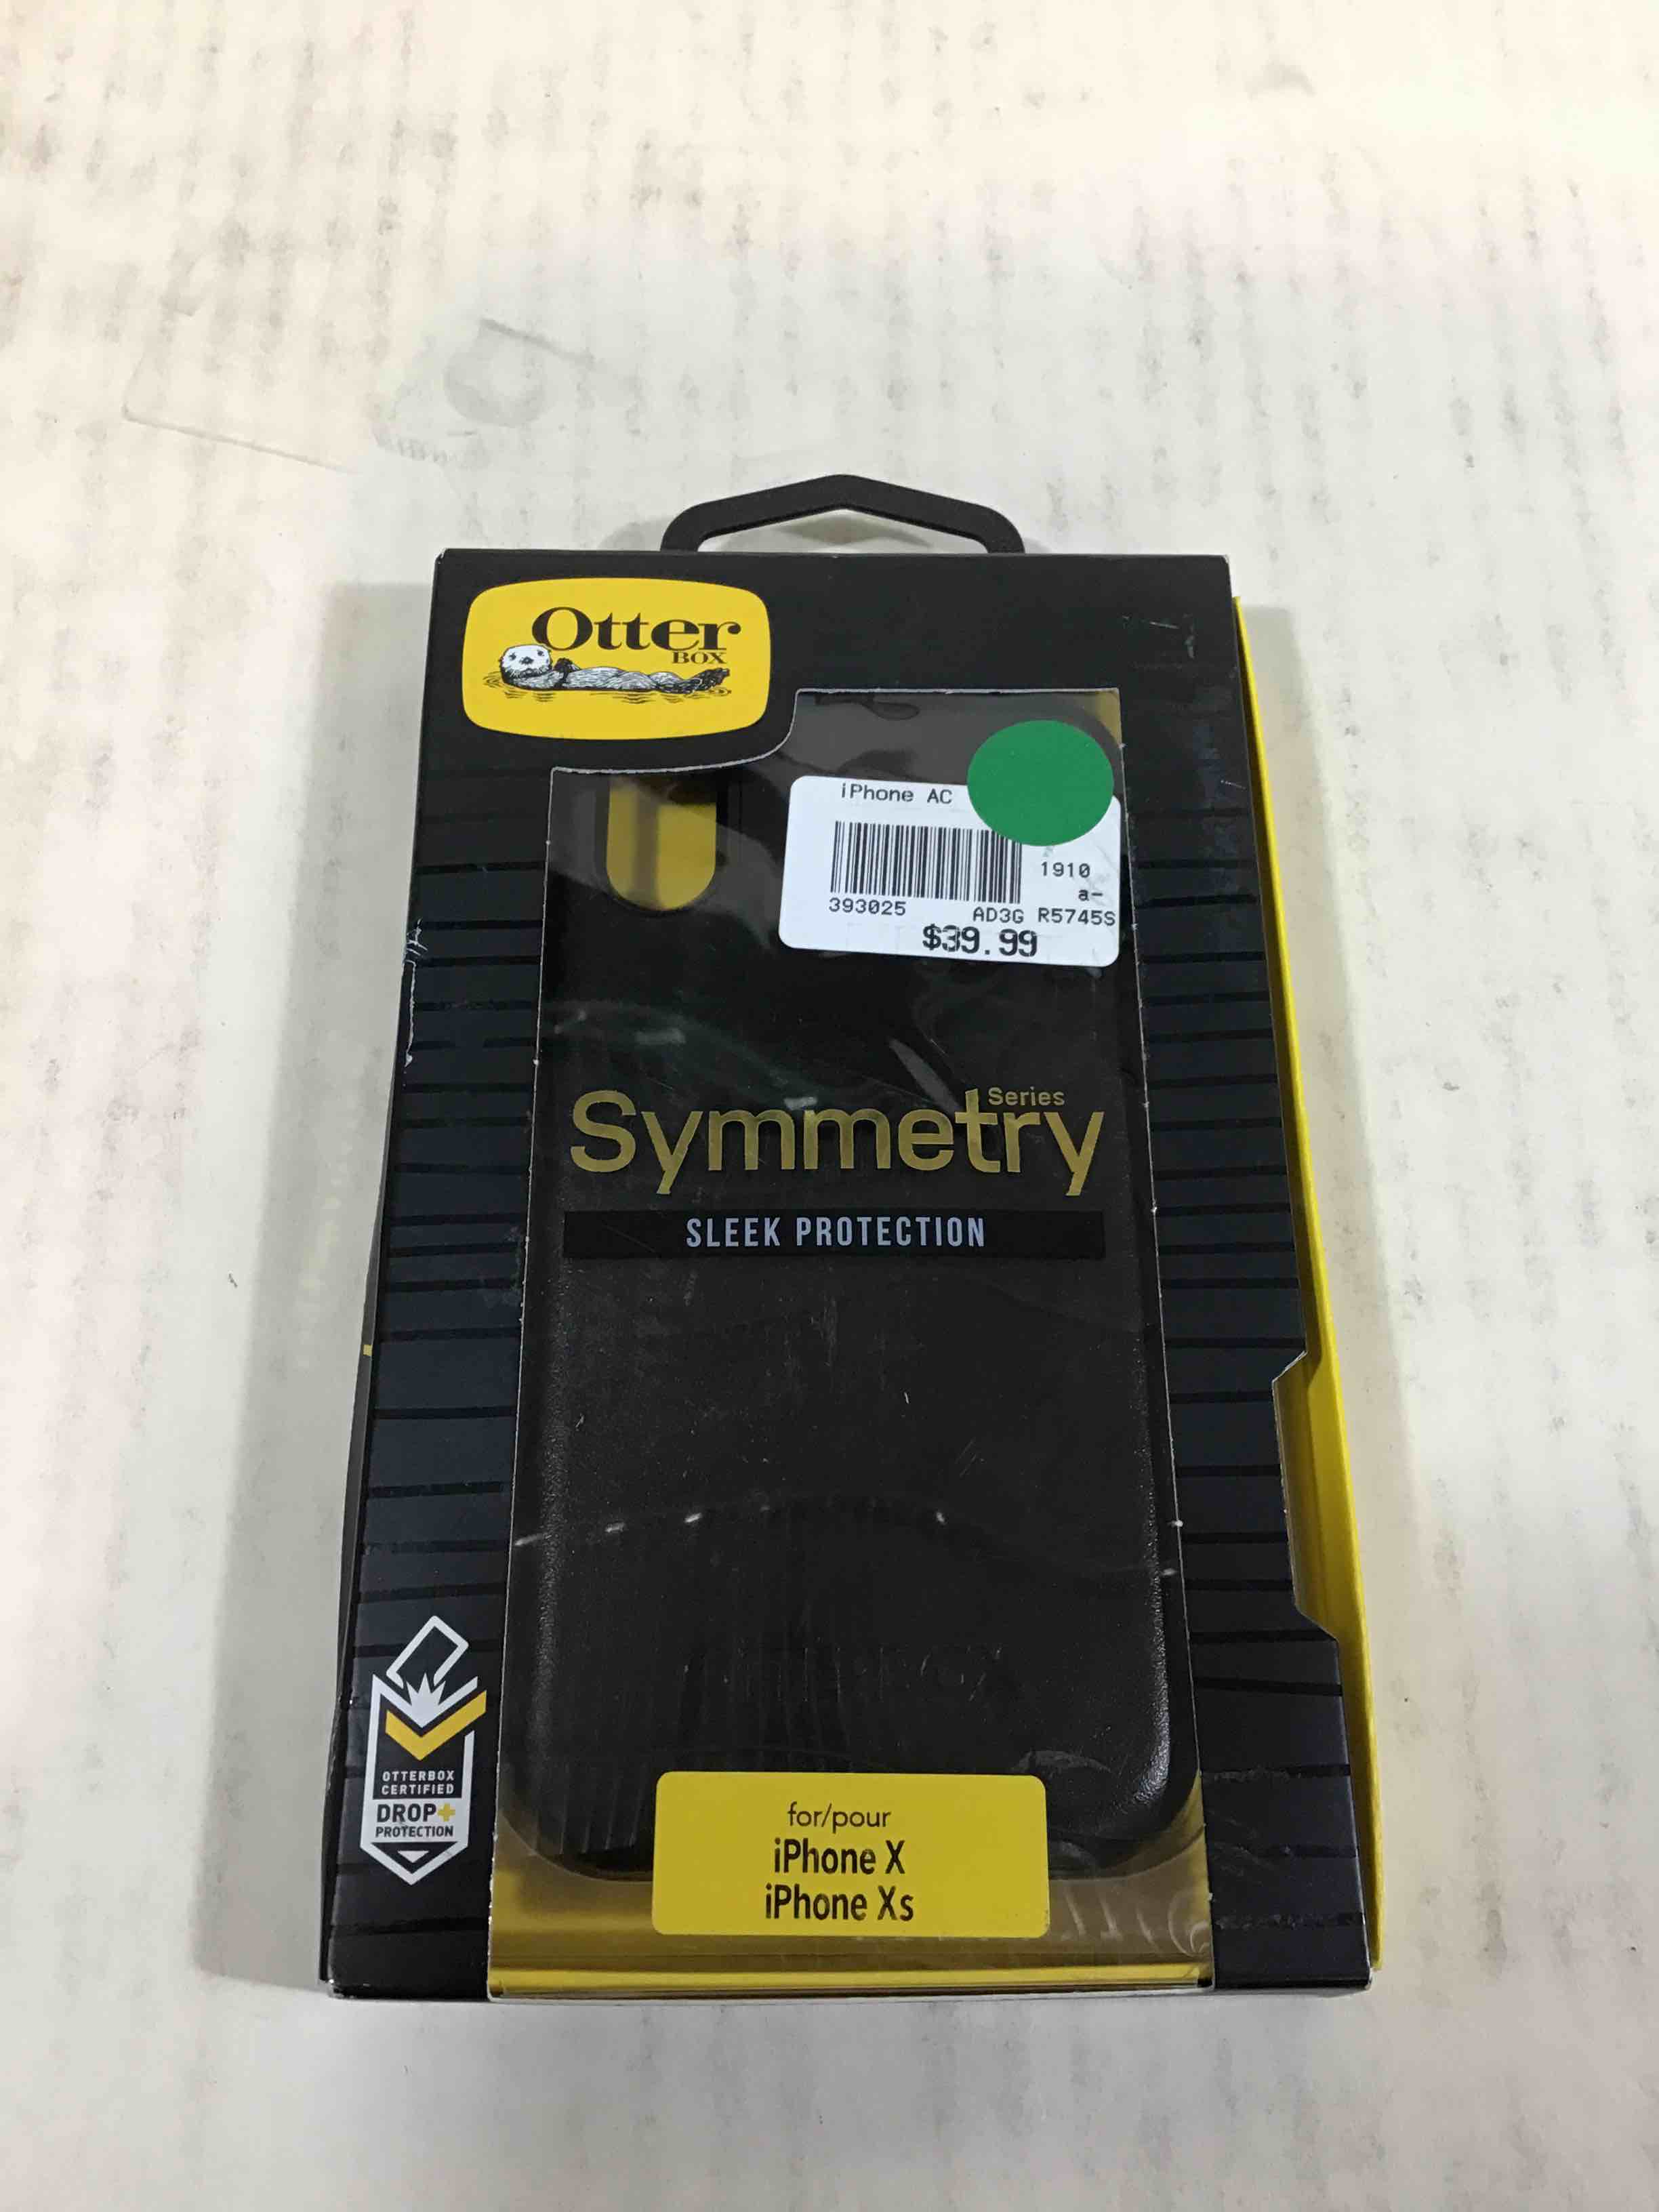 Otter
BOX
iPhone AC
1910
a-
393025 AD3G R5745S
$39.99
Series
Symmetry
SLEEK PROTECTION
OTTERBOX
CERTIFIED
DROP+
PROTECTION
for/pour
iPhone X
iPhone Xs